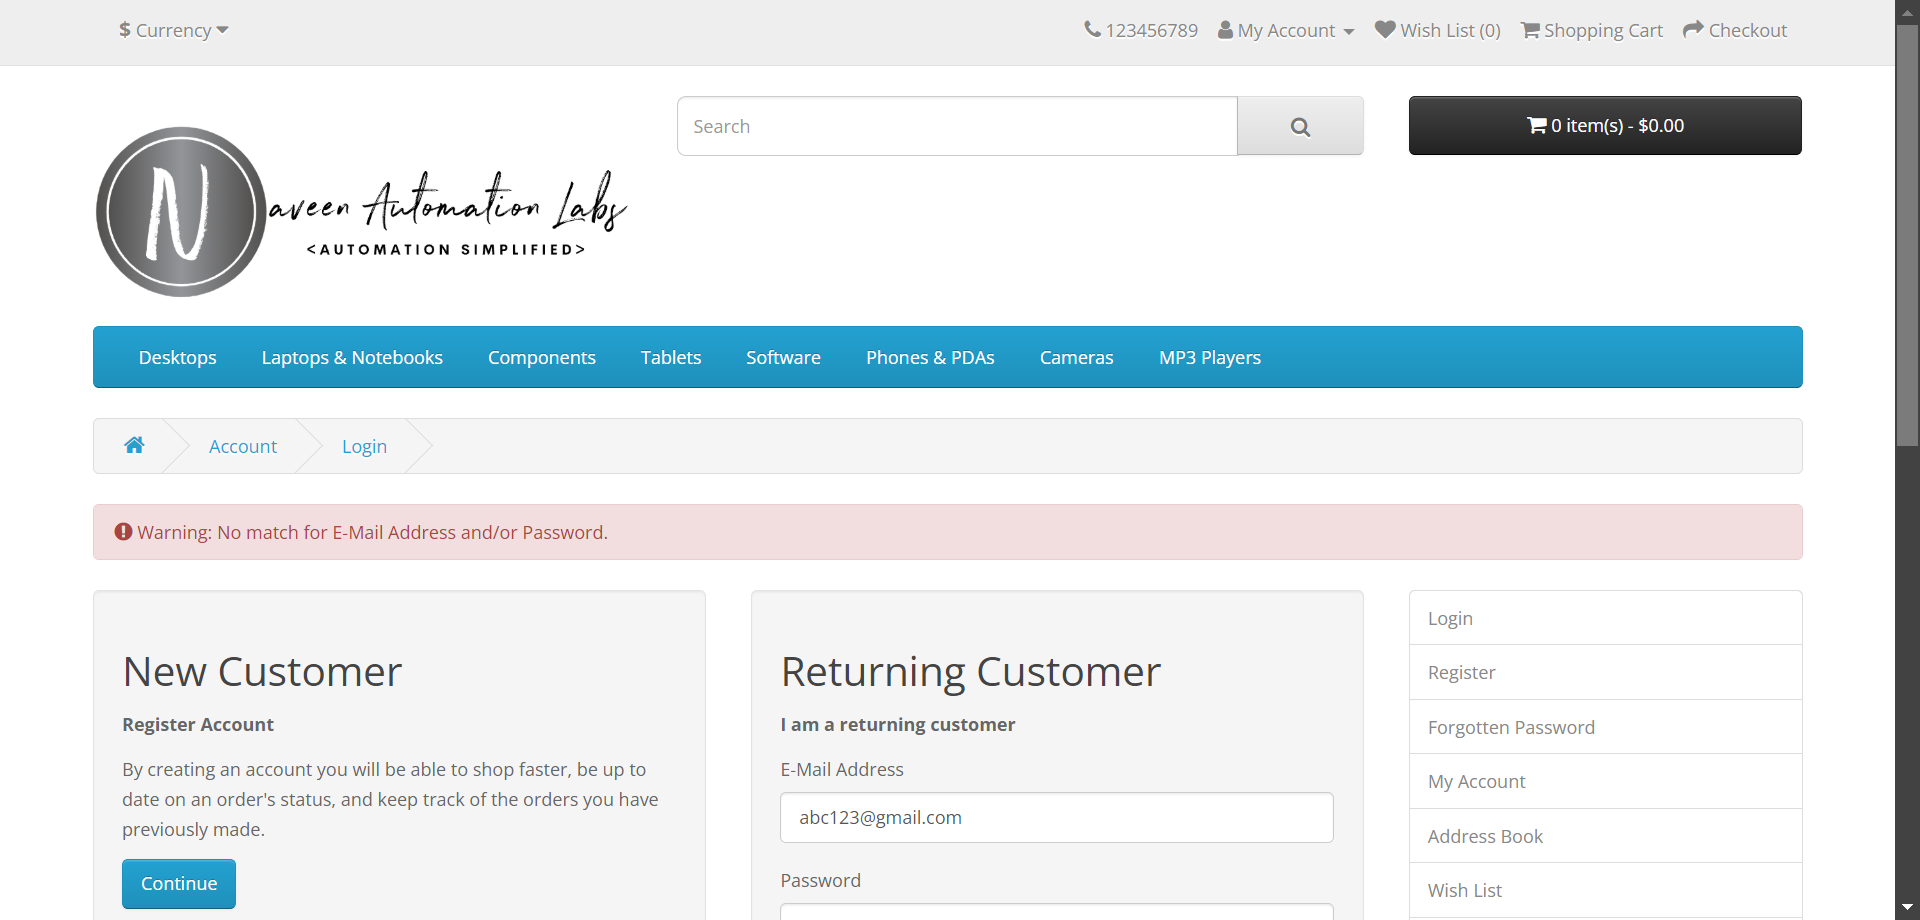 $ Currency
123456789 My Account Wish List (0) Shopping Cart Checkout
Search
0 item(s) - $0.00
Naveen Automation Labs
<AUTOMATION SIMPLIFIED>
Desktops Laptops & Notebooks Components Tablets Software Phones & PDAs Cameras MP3 Players
Account Login
Warning: No match for E-Mail Address and/or Password.
New Customer
Register Account
By creating an account you will be able to shop faster, be up to
date on an order's status, and keep track of the orders you have
previously made.
Continue
Returning Customer
I am a returning customer
E-Mail Address
abc123@gmail.com
Password
Login
Register
Forgotten Password
My Account
Address Book
Wish List